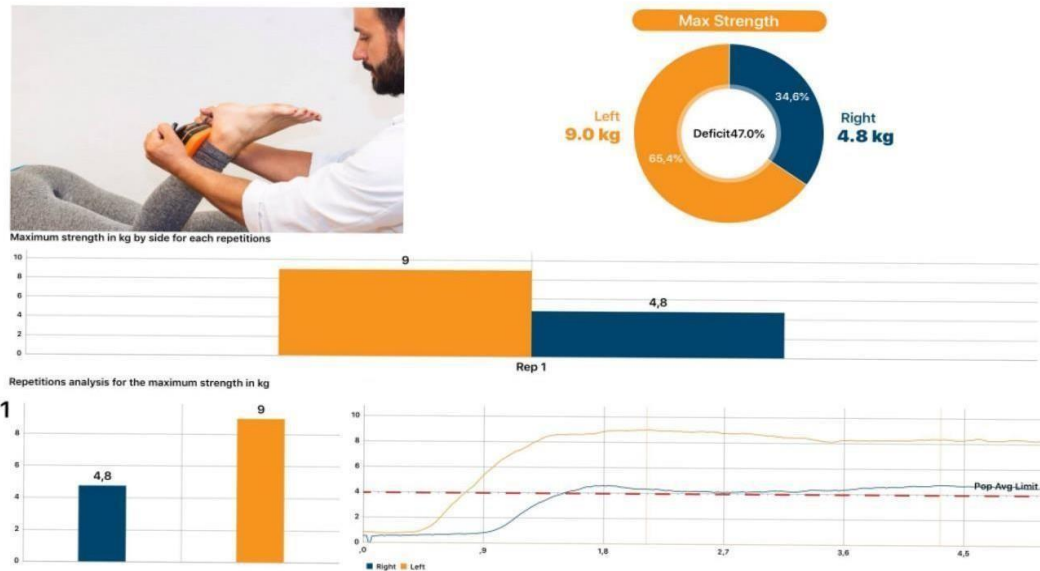 Max Strength
34,6%
Left
9.0 kg
Deficit47.0%
Right
4.8 kg
65,4%
Maximum strength in kg by side for each repetitions
10
9
8
6
4,8
4
2
0
Rep 1
Repetitions analysis for the maximum strength in kg
1
9
8
6
4,8
4
2
0
10
8
6
4
Pop Avg Limit
2
0
,0
,9
1,8
2,7
3,6
4,5
Right
Left